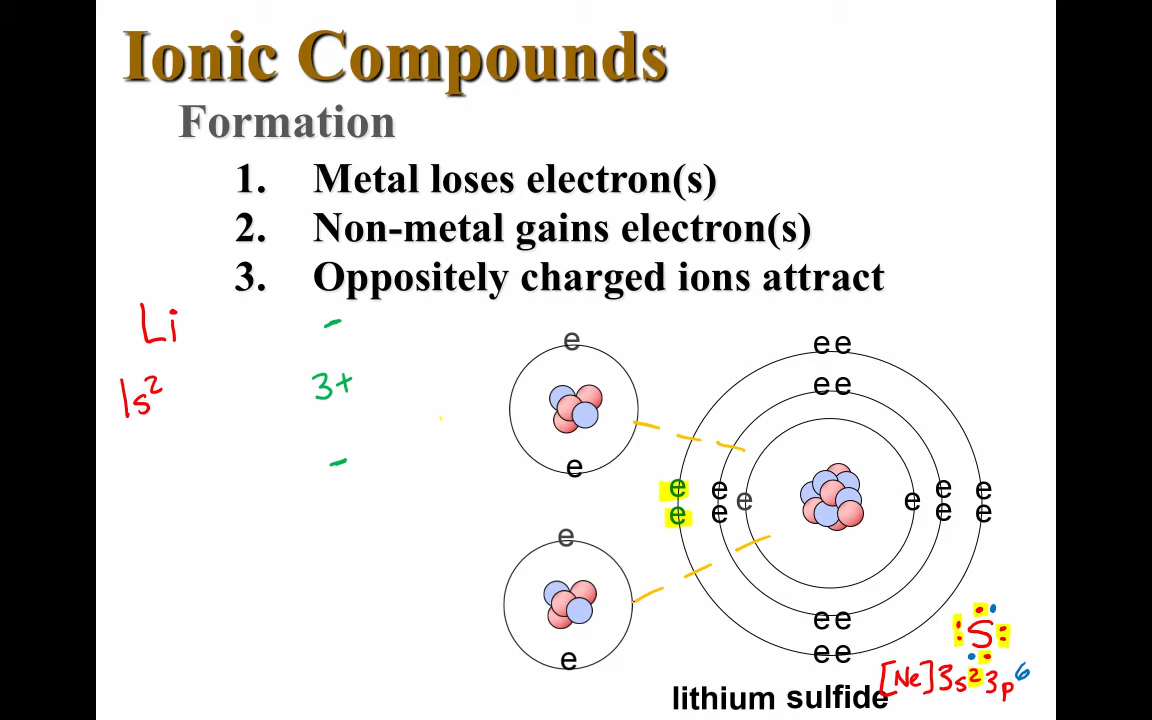 Ionic Compounds
Formation
1. Metal loses electron(s)
2. Non-metal gains electron(s)
3. Oppositely charged ions attract
Li
1s²
-
3+
-
e
e
e
e
ee
ee
e
e
e
e
e
e
e
e
e
e
ee
ee
S
[Ne]3s²3p⁶
lithium sulfide